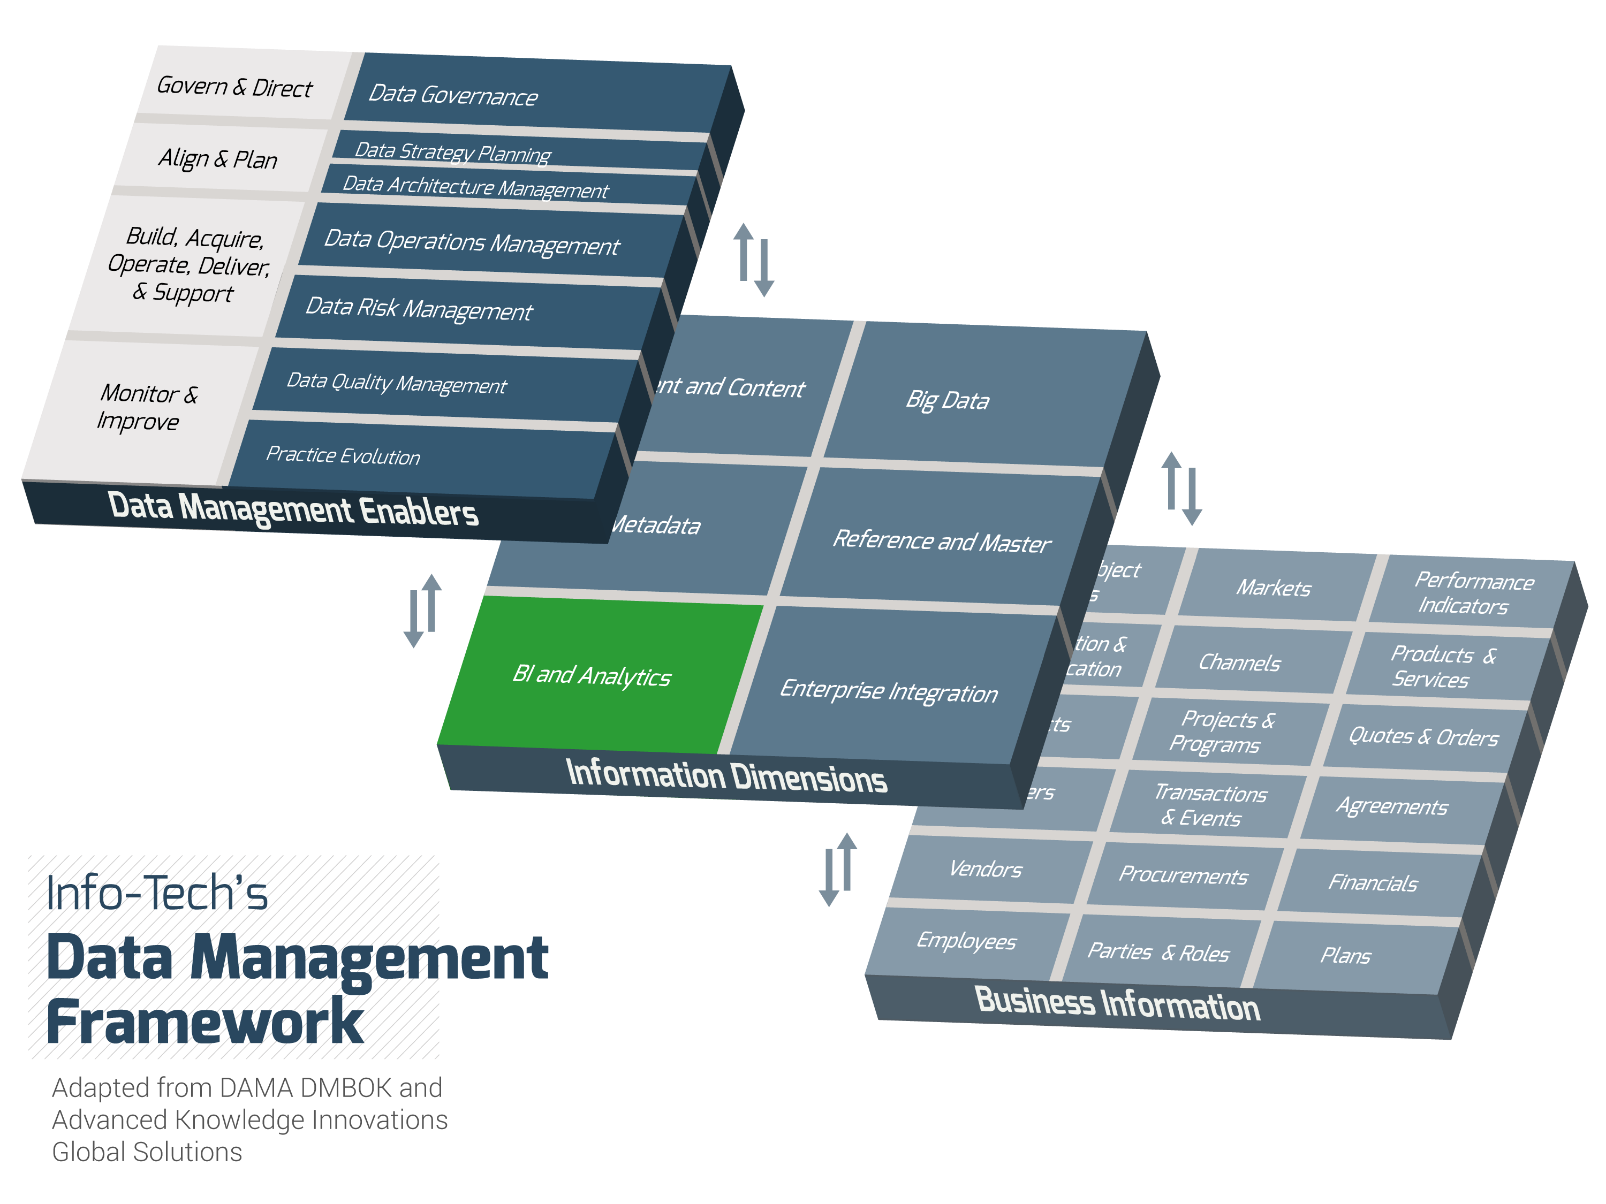 Govern & Direct
Data Governance
Align & Plan
Data Strategy Planning
Data Architecture Management
Build, Acquire,
Operate, Deliver,
& Support
Data Operations Management
Data Risk Management
Monitor &
Improve
Data Quality Management
Practice Evolution
Data Management Enablers
and Content
Big Data
Metadata
Reference and Master
BI and Analytics
Enterprise Integration
Information Dimensions
Markets
Performance
Indicators
&
Channels
Products & 
Services
Projects &
Programs
Quotes & Orders
Transactions
& Events
Agreements
Vendors
Procurements
Financials
Employees
Parties & Roles
Plans
Business Information
Info-Tech's
Data Management
Framework
Adapted from DAMA DMBOK and
Advanced Knowledge Innovations
Global Solutions